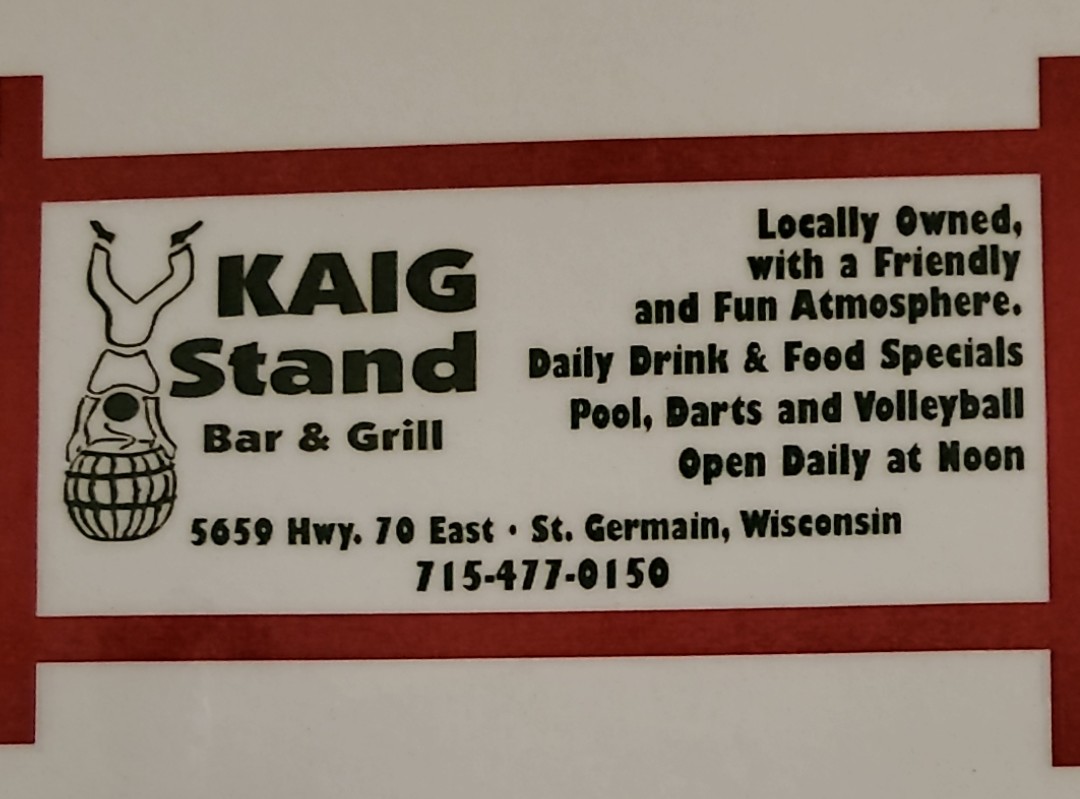 KAIG
Stand
Bar & Grill
Locally Owned,
with a Friendly
and Fun Atmosphere.
Daily Drink & Food Specials
Pool, Darts and Volleyball
Open Daily at Noon
5659 Hwy. 70 East · St. Germain, Wisconsin
715-477-0150